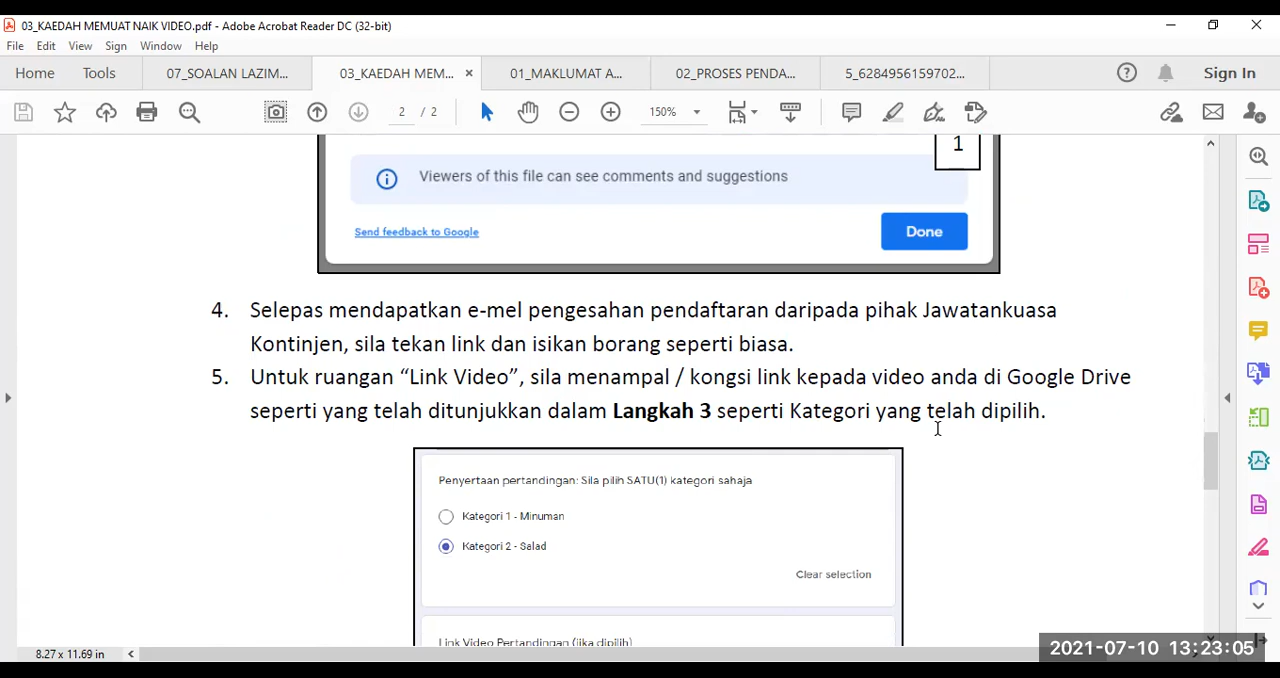 03_KAEDAH MEMUAT NAIK VIDEO.pdf - Adobe Acrobat Reader DC (32-bit)
File Edit View Sign Window Help
Home Tools 07_SOALAN LAZIM... 03_KAEDAH MEM... × 01_MAKLUMAT A... 02_PROSES PENDA... 5_6284956159702... Sign In
2 / 2 150%
1
Viewers of this file can see comments and suggestions
Send feedback to Google Done
4. Selepas mendapatkan e-mel pengesahan pendaftaran daripada pihak Jawatankuasa
Kontinjen, sila tekan link dan isikan borang seperti biasa.
5. Untuk ruangan “Link Video”, sila menampal / kongsi link kepada video anda di Google Drive
seperti yang telah ditunjukkan dalam Langkah 3 seperti Kategori yang telah dipilih.
Penyertaan pertandingan: Sila pilih SATU(1) kategori sahaja
Kategori 1 - Minuman
Kategori 2 - Salad
Clear selection
Link Video Pertandingan (jika dipilih)
8.27 x 11.69 in
2021-07-10 13:23:05